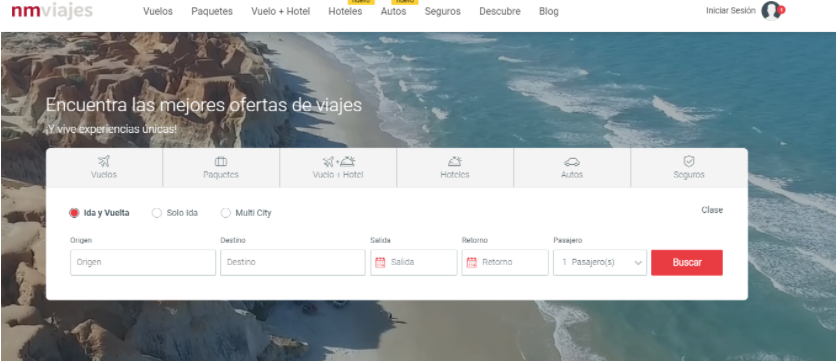 nuevo nuevo
nmviajes Vuelos Paquetes Vuelo + Hotel Hoteles Autos Seguros Descubre Blog Iniciar Sesión
Encuentra las mejores ofertas de viajes
¡Y vive experiencias únicas!
Vuelos Paquetes Vuelo + Hotel Hoteles Autos Seguros
Ida y Vuelta Solo Ida Multi City Clase
Origen Destino Salida Retorno Pasajero
Origen Destino Salida Retorno 1 Pasajero(s) Buscar